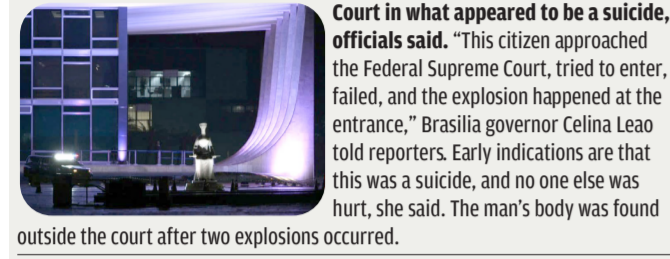 Court in what appeared to be a suicide,
officials said. “This citizen approached
the Federal Supreme Court, tried to enter,
failed, and the explosion happened at the
entrance,” Brasilia governor Celina Leao
told reporters. Early indications are that
this was a suicide, and no one else was
hurt, she said. The man’s body was found
outside the court after two explosions occurred.